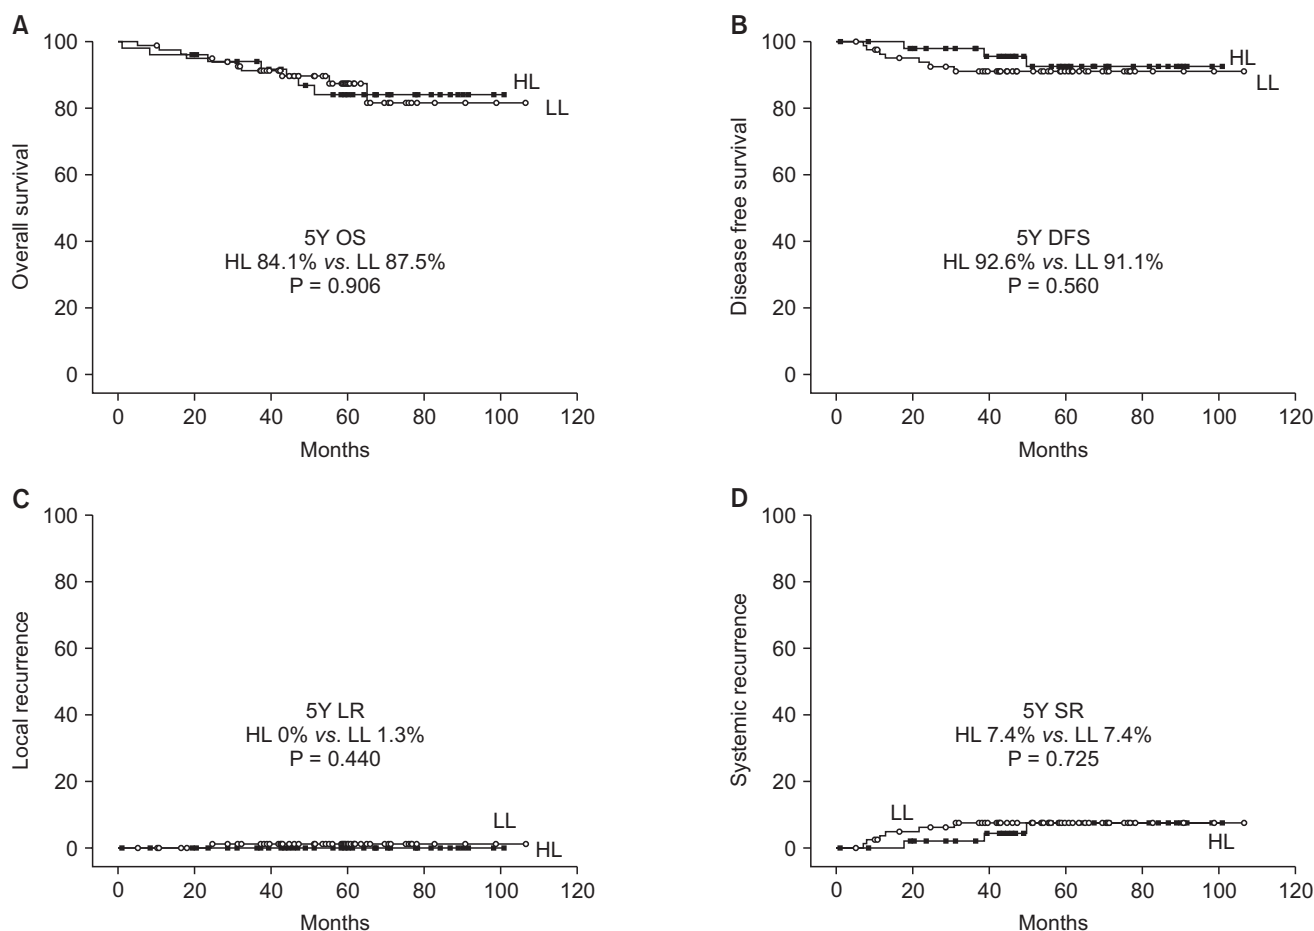 A
100
80
60
40
20
0
Overall survival
HL
LL
5Y OS
HL 84.1% vs. LL 87.5%
P = 0.906
0 20 40 60 80 100 120
Months
B
100
80
60
40
20
0
Disease free survival
HL
LL
5Y DFS
HL 92.6% vs. LL 91.1%
P = 0.560
0 20 40 60 80 100 120
Months
C
100
80
60
40
20
0
Local recurrence
5Y LR
HL 0% vs. LL 1.3%
P = 0.440
LL
HL
0 20 40 60 80 100 120
Months
D
100
80
60
40
20
0
Systemic recurrence
5Y SR
HL 7.4% vs. LL 7.4%
P = 0.725
LL
HL
0 20 40 60 80 100 120
Months